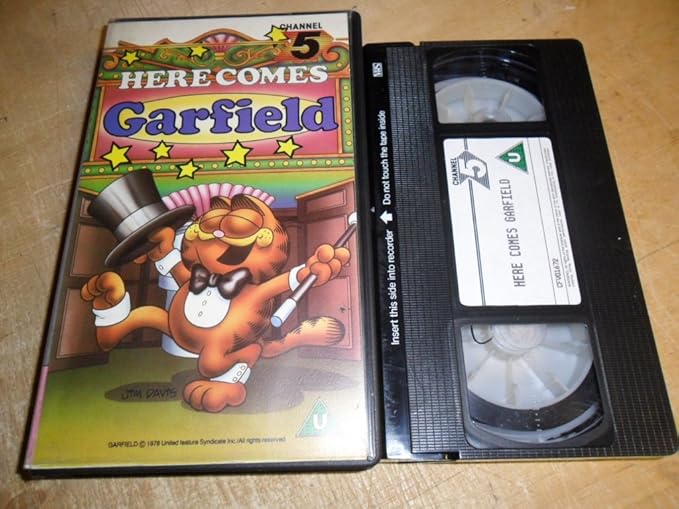 CHANNEL
5
HERE COMES
Garfield
JIM DAVIS
U
GARFIELD © 1978 United Feature Syndicate Inc./All rights reserved
VHS
Insert this side into recorder
Do not touch the tape inside
CHANNEL
5
U
HERE COMES GARFIELD
CFV01672